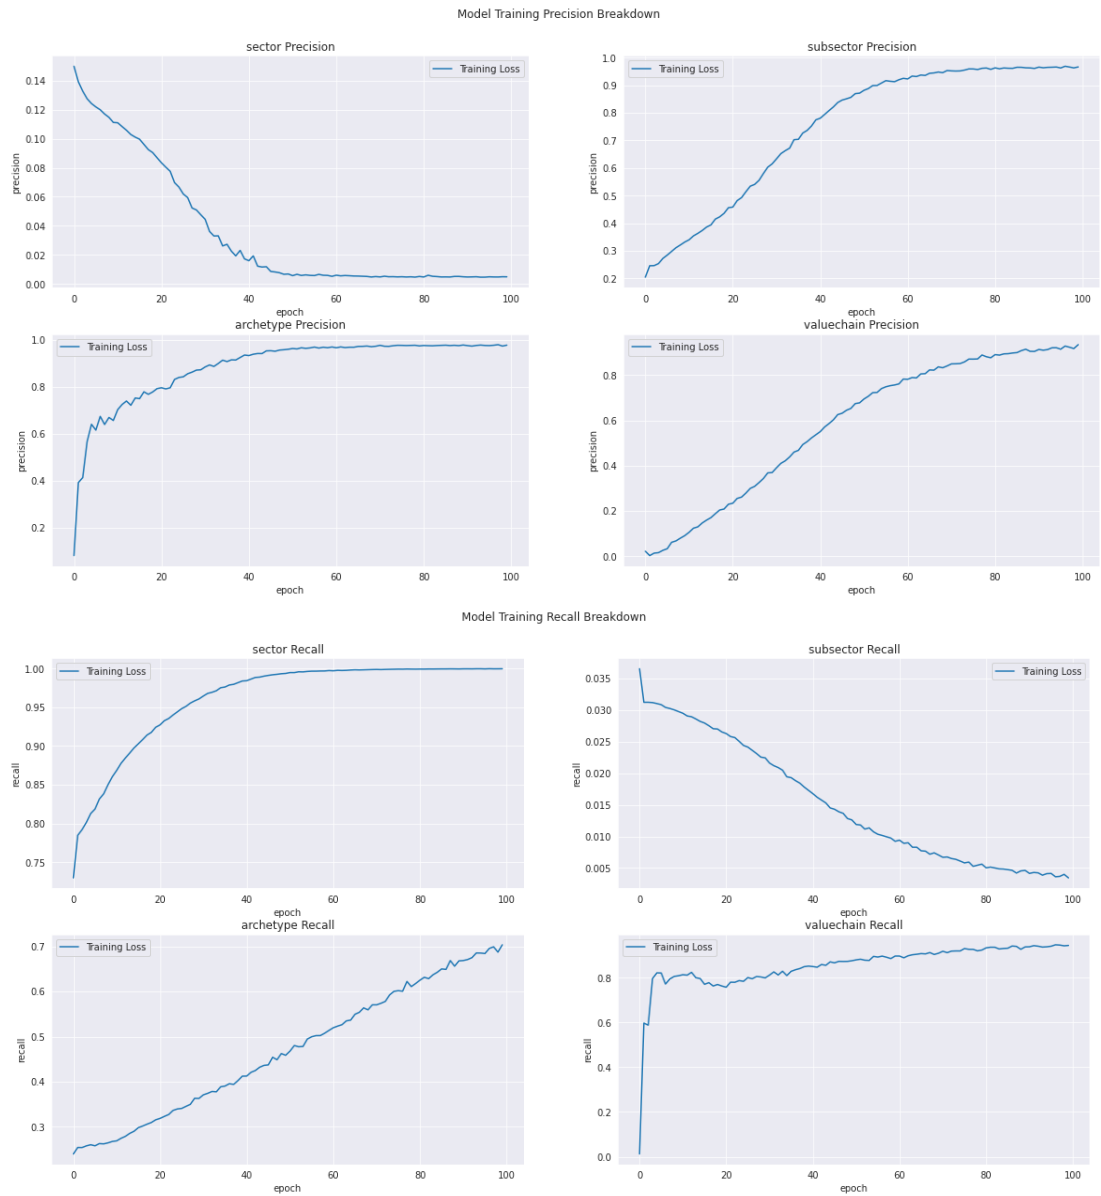 Model Training Precision Breakdown
sector Precision
Training Loss
precision
0.14
0.12
0.10
0.08
0.06
0.04
0.02
0.00
0 20 40 60 80 100
epoch
subsector Precision
Training Loss
precision
1.0
0.9
0.8
0.7
0.6
0.5
0.4
0.3
0.2
0 20 40 60 80 100
epoch
archetype Precision
Training Loss
precision
1.0
0.8
0.6
0.4
0.2
0 20 40 60 80 100
epoch
valuechain Precision
Training Loss
precision
0.8
0.6
0.4
0.2
0.0
0 20 40 60 80 100
epoch
Model Training Recall Breakdown
sector Recall
Training Loss
recall
1.00
0.95
0.90
0.85
0.80
0.75
0 20 40 60 80 100
epoch
subsector Recall
Training Loss
recall
0.035
0.030
0.025
0.020
0.015
0.010
0.005
0 20 40 60 80 100
epoch
archetype Recall
Training Loss
recall
0.7
0.6
0.5
0.4
0.3
0 20 40 60 80 100
epoch
valuechain Recall
Training Loss
recall
0.8
0.6
0.4
0.2
0.0
0 20 40 60 80 100
epoch